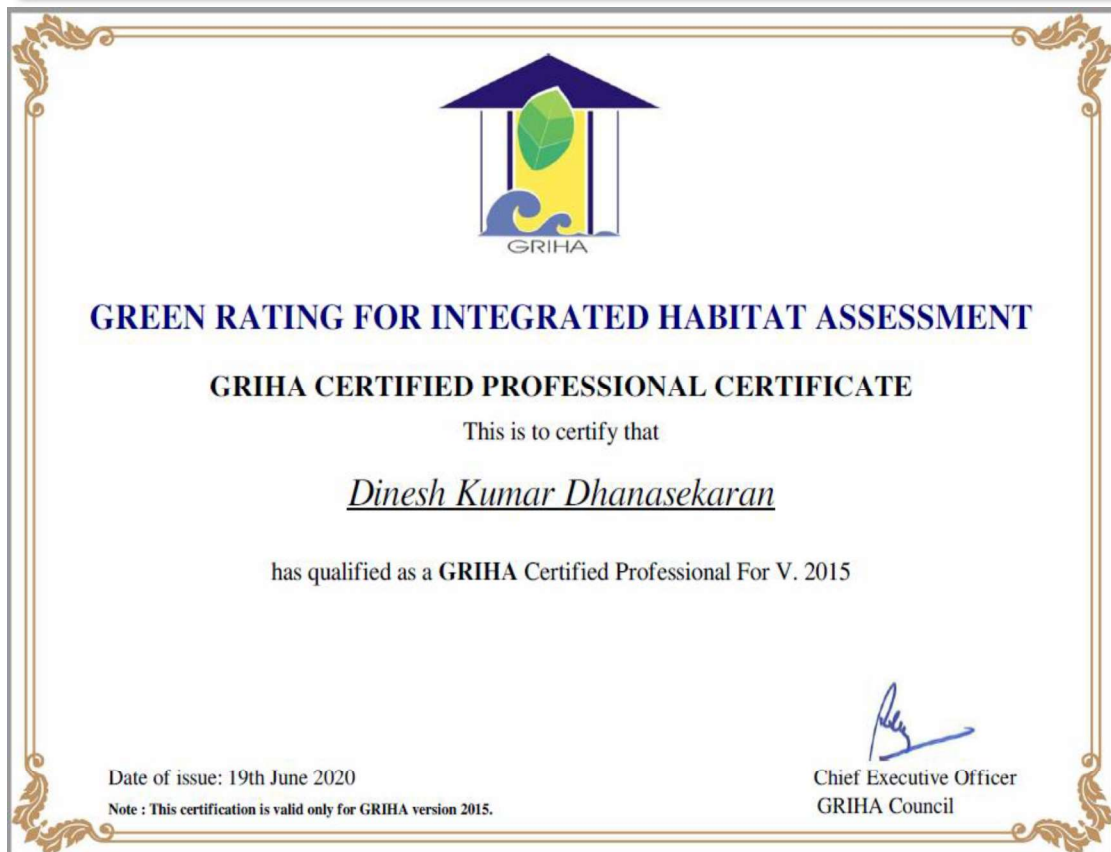 GRIHA
GREEN RATING FOR INTEGRATED HABITAT ASSESSMENT
GRIHA CERTIFIED PROFESSIONAL CERTIFICATE
This is to certify that
Dinesh Kumar Dhanasekaran
has qualified as a GRIHA Certified Professional For V. 2015
Date of issue: 19th June 2020
Note : This certification is valid only for GRIHA version 2015.
Chief Executive Officer
GRIHA Council